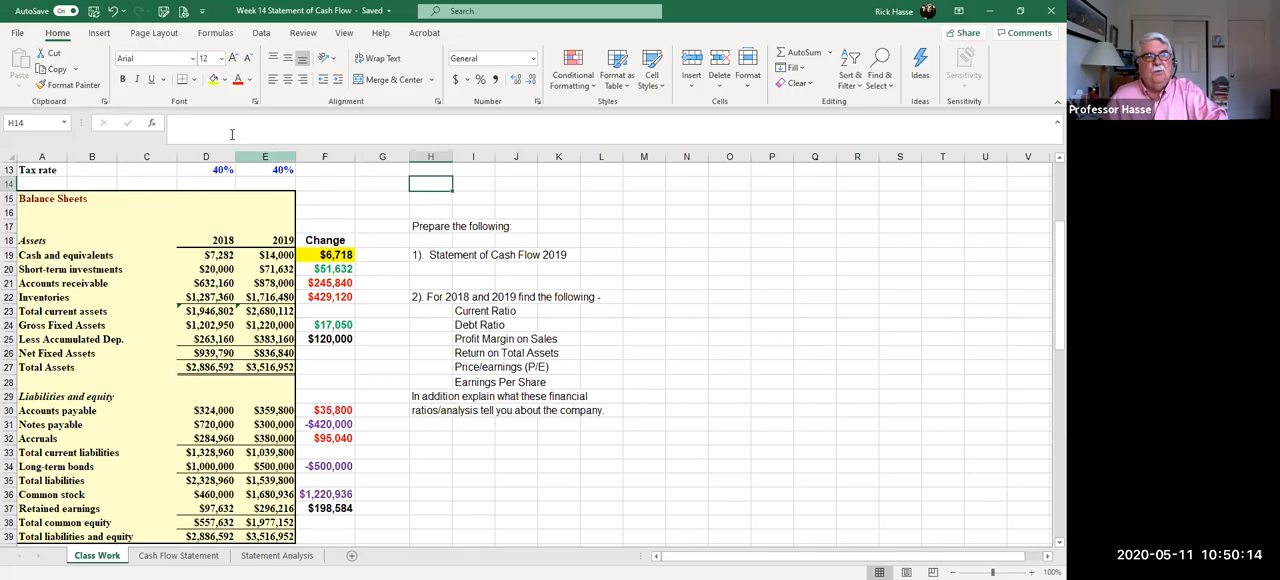 AutoSave On Week 14 Statement of Cash Flow - Saved Search Rick Hasse
File Home Insert Page Layout Formulas Data Review View Help Acrobat Share Comments
Paste Cut Copy Format Painter Clipboard
Arial 12 B I U A Font
Wrap Text Merge & Center Alignment
General $ % Number
Conditional Formatting Format as Table Cell Styles Styles
Insert Delete Format Cells
AutoSum Fill Clear Sort & Filter Find & Select Editing
Ideas Ideas
Sensitivity Sensitivity
Professor Hasse
H14 fx
A B C D E F G H I J K L M N O P Q R S T U V
13 Tax rate 40% 40%
14
15 Balance Sheets
16
17 Prepare the following:
18 Assets 2018 2019 Change
19 Cash and equivalents $7,282 $14,000 $6,718 1). Statement of Cash Flow 2019
20 Short-term investments $20,000 $71,632 $51,632
21 Accounts receivable $632,160 $878,000 $245,840
22 Inventories $1,287,360 $1,716,480 $429,120 2). For 2018 and 2019 find the following -
23 Total current assets $1,946,802 $2,680,112 Current Ratio
24 Gross Fixed Assets $1,202,950 $1,220,000 $17,050 Debt Ratio
25 Less Accumulated Dep. $263,160 $383,160 $120,000 Profit Margin on Sales
26 Net Fixed Assets $939,790 $836,840 Return on Total Assets
27 Total Assets $2,886,592 $3,516,952 Price/earnings (P/E)
28 Earnings Per Share
29 Liabilities and equity In addition explain what these financial
30 Accounts payable $324,000 $359,800 $35,800 ratios/analysis tell you about the company.
31 Notes payable $720,000 $300,000 -$420,000
32 Accruals $284,960 $380,000 $95,040
33 Total current liabilities $1,328,960 $1,039,800
34 Long-term bonds $1,000,000 $500,000 -$500,000
35 Total liabilities $2,328,960 $1,539,800
36 Common stock $460,000 $1,680,936 $1,220,936
37 Retained earnings $97,632 $296,216 $198,584
38 Total common equity $557,632 $1,977,152
39 Total liabilities and equity $2,886,592 $3,516,952
Class Work Cash Flow Statement Statement Analysis
100%
2020-05-11 10:50:14